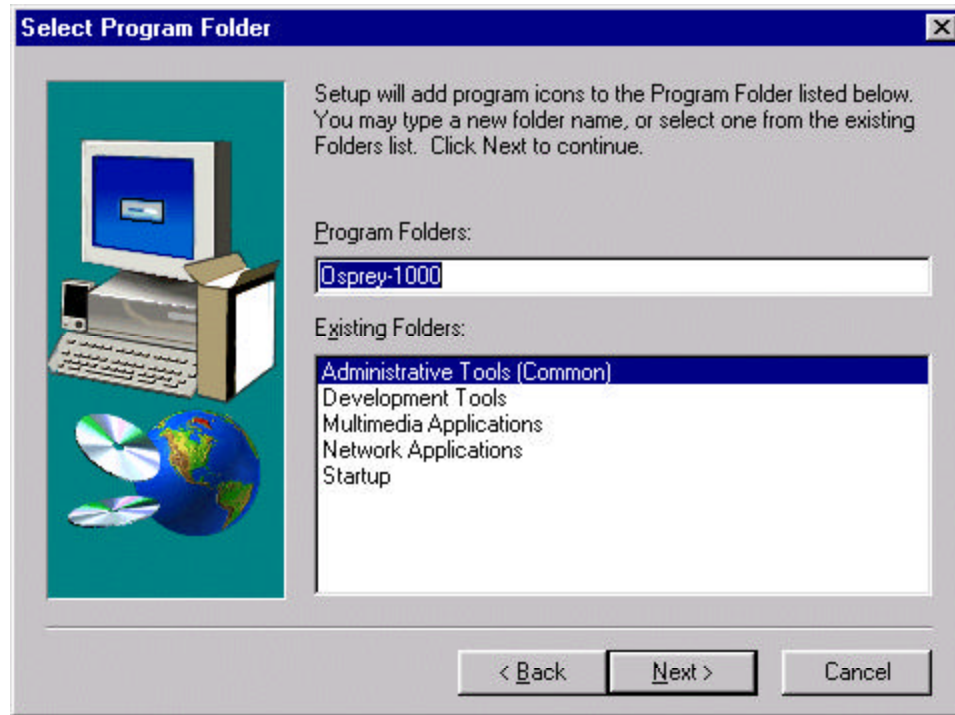 Select Program Folder
Setup will add program icons to the Program Folder listed below.
You may type a new folder name, or select one from the existing
Folders list.  Click Next to continue.
Program Folders:
Osprey-1000
Existing Folders:
Administrative Tools (Common)
Development Tools
Multimedia Applications
Network Applications
Startup
< Back
Next >
Cancel